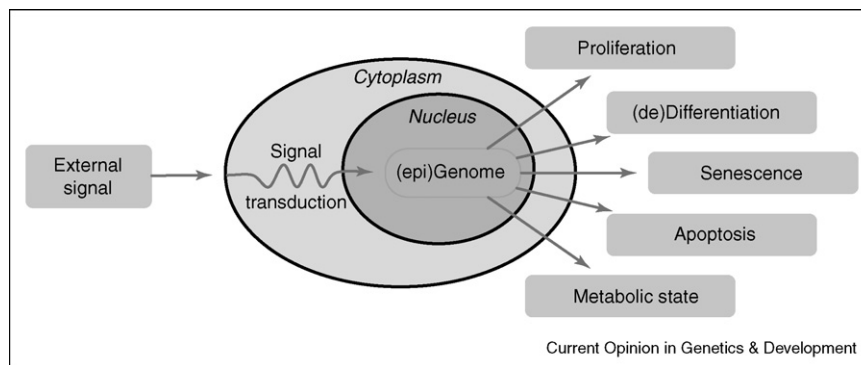 External
signal
Cytoplasm
Nucleus
Signal
transduction
(epi)Genome
Proliferation
(de)Differentiation
Senescence
Apoptosis
Metabolic state
Current Opinion in Genetics & Development